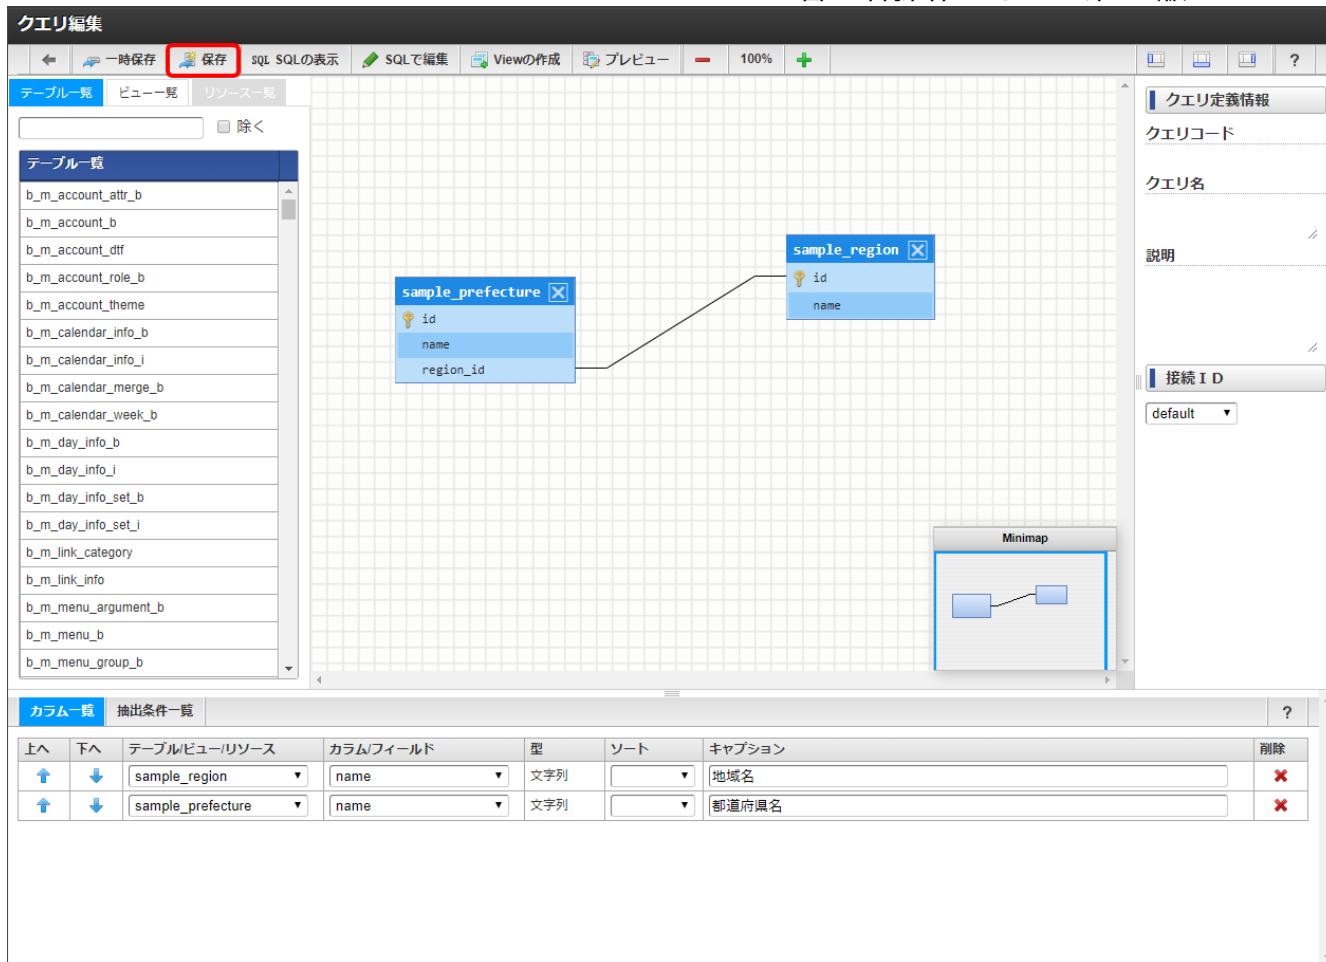 クエリ編集
一時保存 保存 SQL SQLの表示 SQLで編集 Viewの作成 プレビュー 100% ?
テーブル一覧 ビュー一覧 リソース一覧
除く
テーブル一覧
b_m_account_attr_b
b_m_account_b
b_m_account_dtf
b_m_account_role_b
b_m_account_theme
b_m_calendar_info_b
b_m_calendar_info_i
b_m_calendar_merge_b
b_m_calendar_week_b
b_m_day_info_b
b_m_day_info_i
b_m_day_info_set_b
b_m_day_info_set_i
b_m_link_category
b_m_link_info
b_m_menu_argument_b
b_m_menu_b
b_m_menu_group_b
sample_prefecture
id
name
region_id
sample_region
id
name
Minimap
クエリ定義情報
クエリコード
クエリ名
説明
接続ID
default
カラム一覧 抽出条件一覧 ?
上へ 下へ テーブル/ビュー/リソース カラム/フィールド 型 ソート キャプション 削除
sample_region name 文字列 地域名
sample_prefecture name 文字列 都道府県名